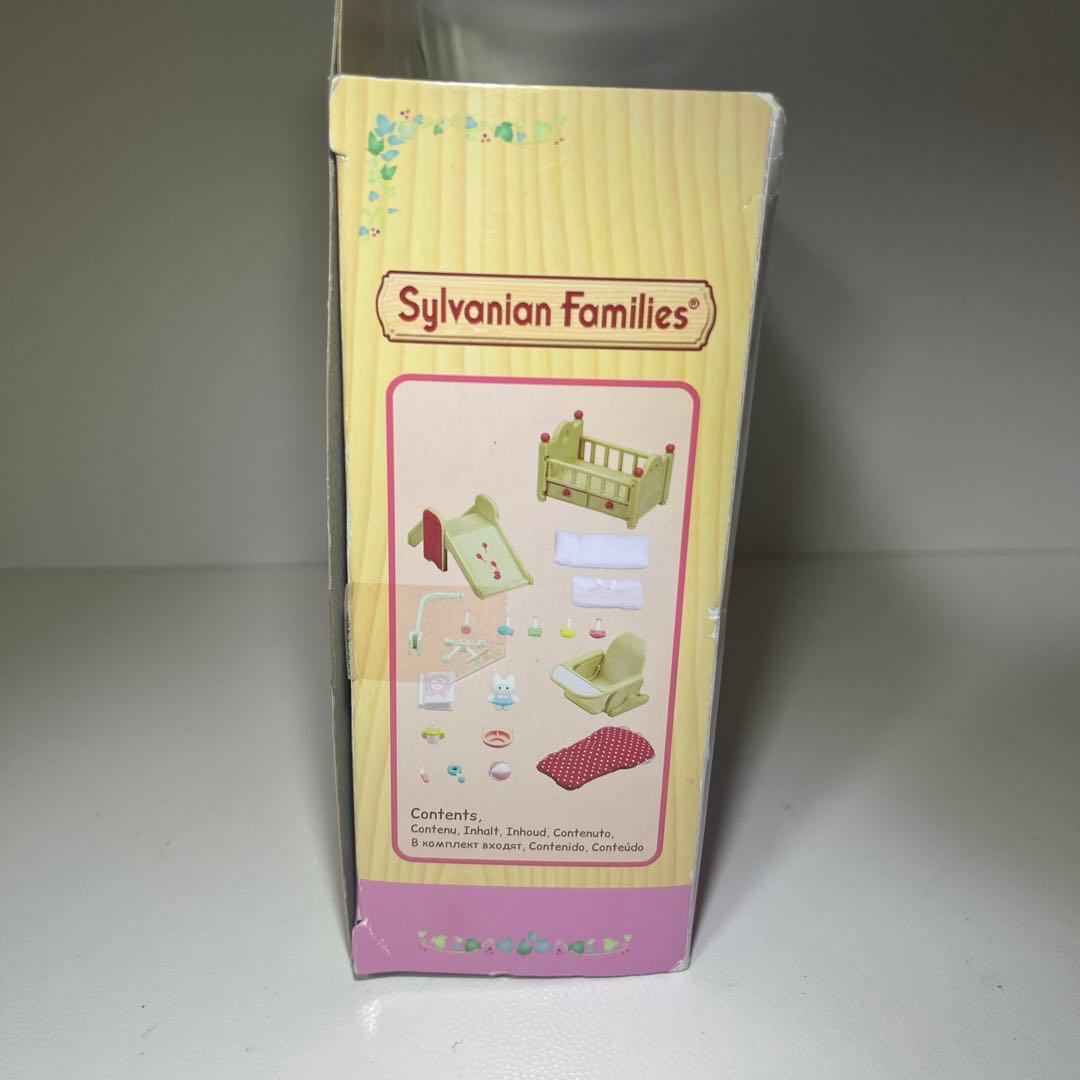 Sylvanian Families®
Contents,
Contenu, Inhalt, Inhoud, Contenuto,
В комплект входят, Contenido, Conteúdo